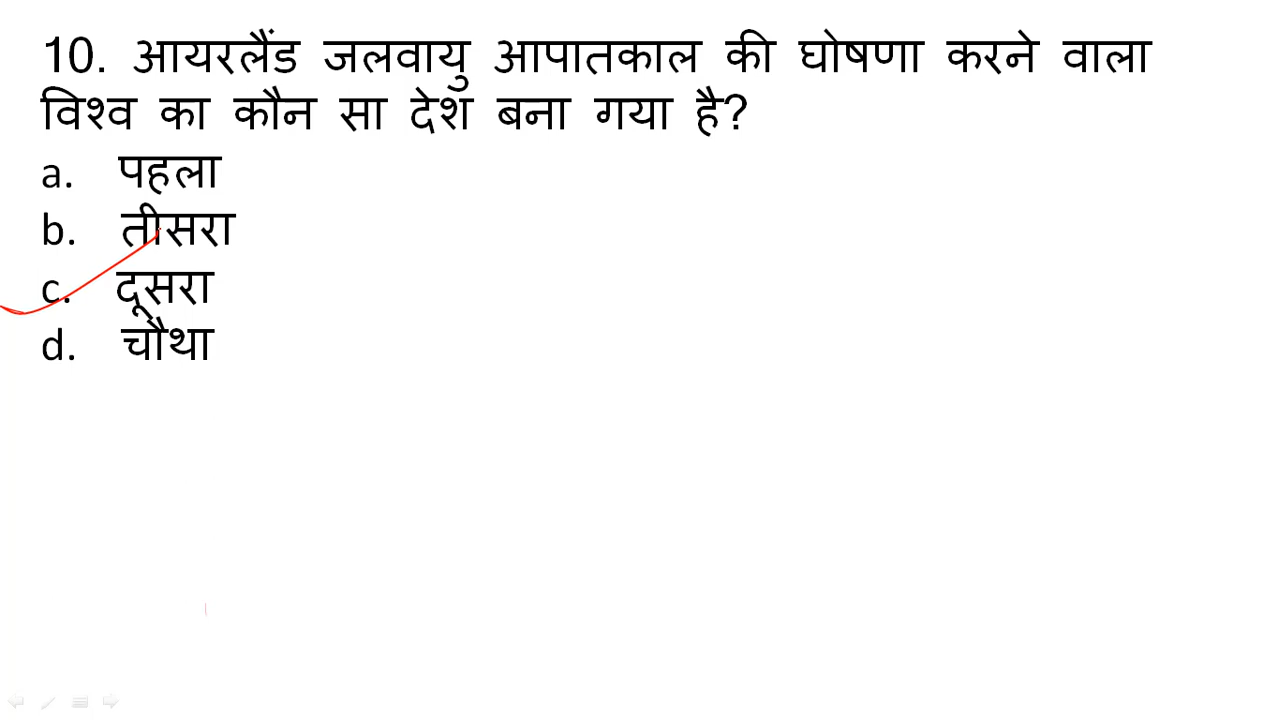 10. आयरलैंड जलवायु आपातकाल की घोषणा करने वाला
विश्व का कौन सा देश बना गया है?
a. पहला
b. तीसरा
c. दूसरा
d. चौथा